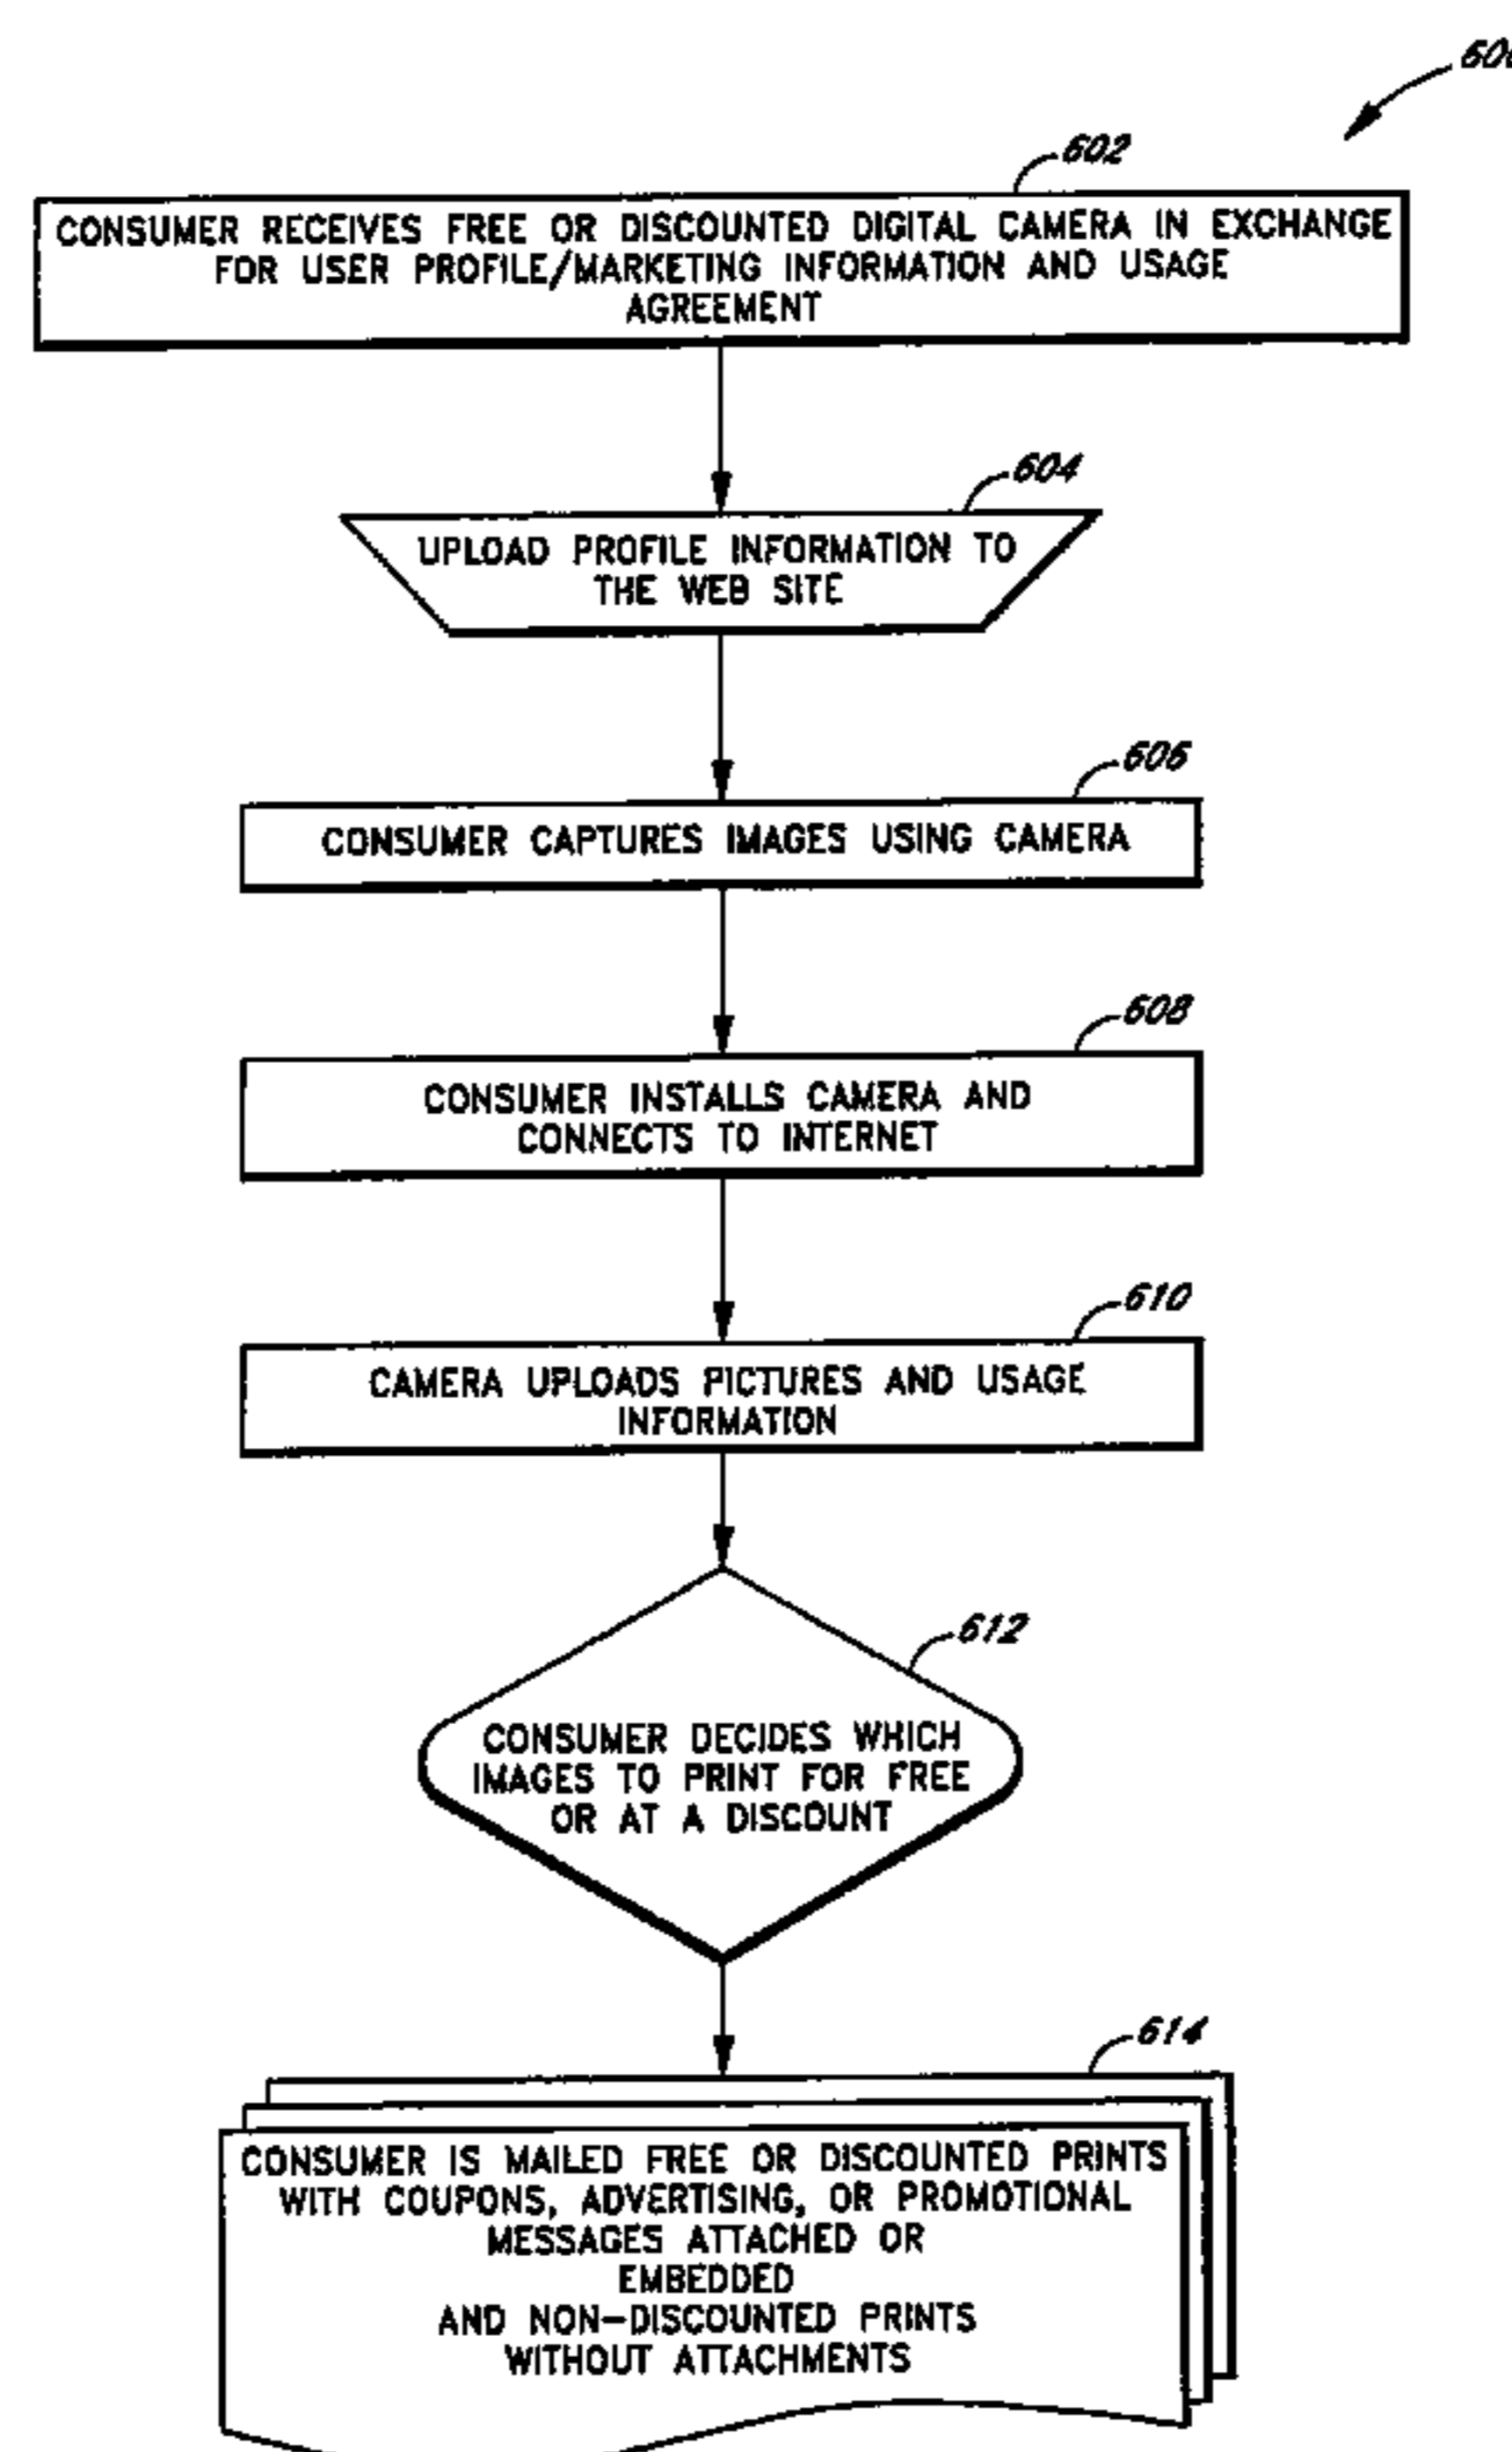 602
CONSUMER RECEIVES FREE OR DISCOUNTED DIGITAL CAMERA IN EXCHANGE
FOR USER PROFILE/MARKETING INFORMATION AND USAGE
AGREEMENT
604
UPLOAD PROFILE INFORMATION TO
THE WEB SITE
606
CONSUMER CAPTURES IMAGES USING CAMERA
608
CONSUMER INSTALLS CAMERA AND
CONNECTS TO INTERNET
610
CAMERA UPLOADS PICTURES AND USAGE
INFORMATION
612
CONSUMER DECIDES WHICH
IMAGES TO PRINT FOR FREE
OR AT A DISCOUNT
614
CONSUMER IS MAILED FREE OR DISCOUNTED PRINTS
WITH COUPONS, ADVERTISING, OR PROMOTIONAL
MESSAGES ATTACHED OR
EMBEDDED
AND NON-DISCOUNTED PRINTS
WITHOUT ATTACHMENTS